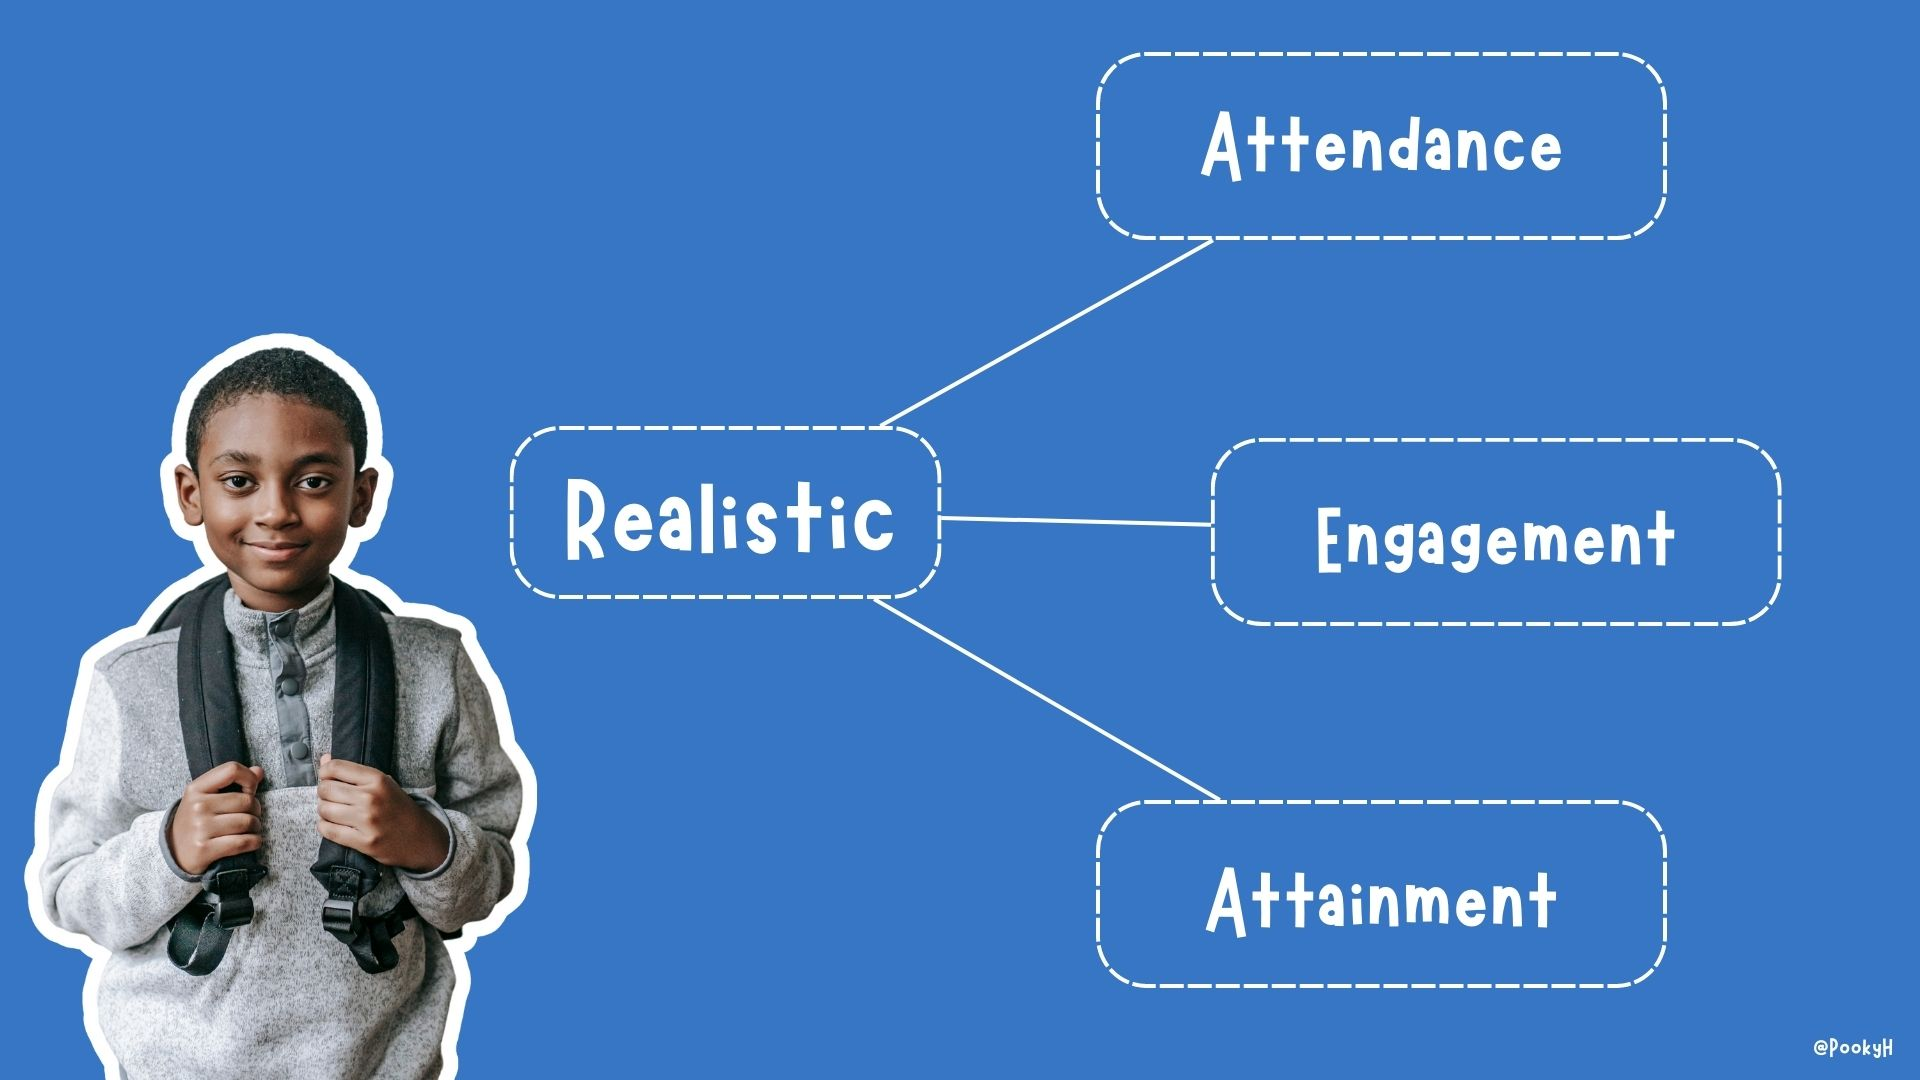 Attendance
Realistic
Engagement
Attainment
@PookyH